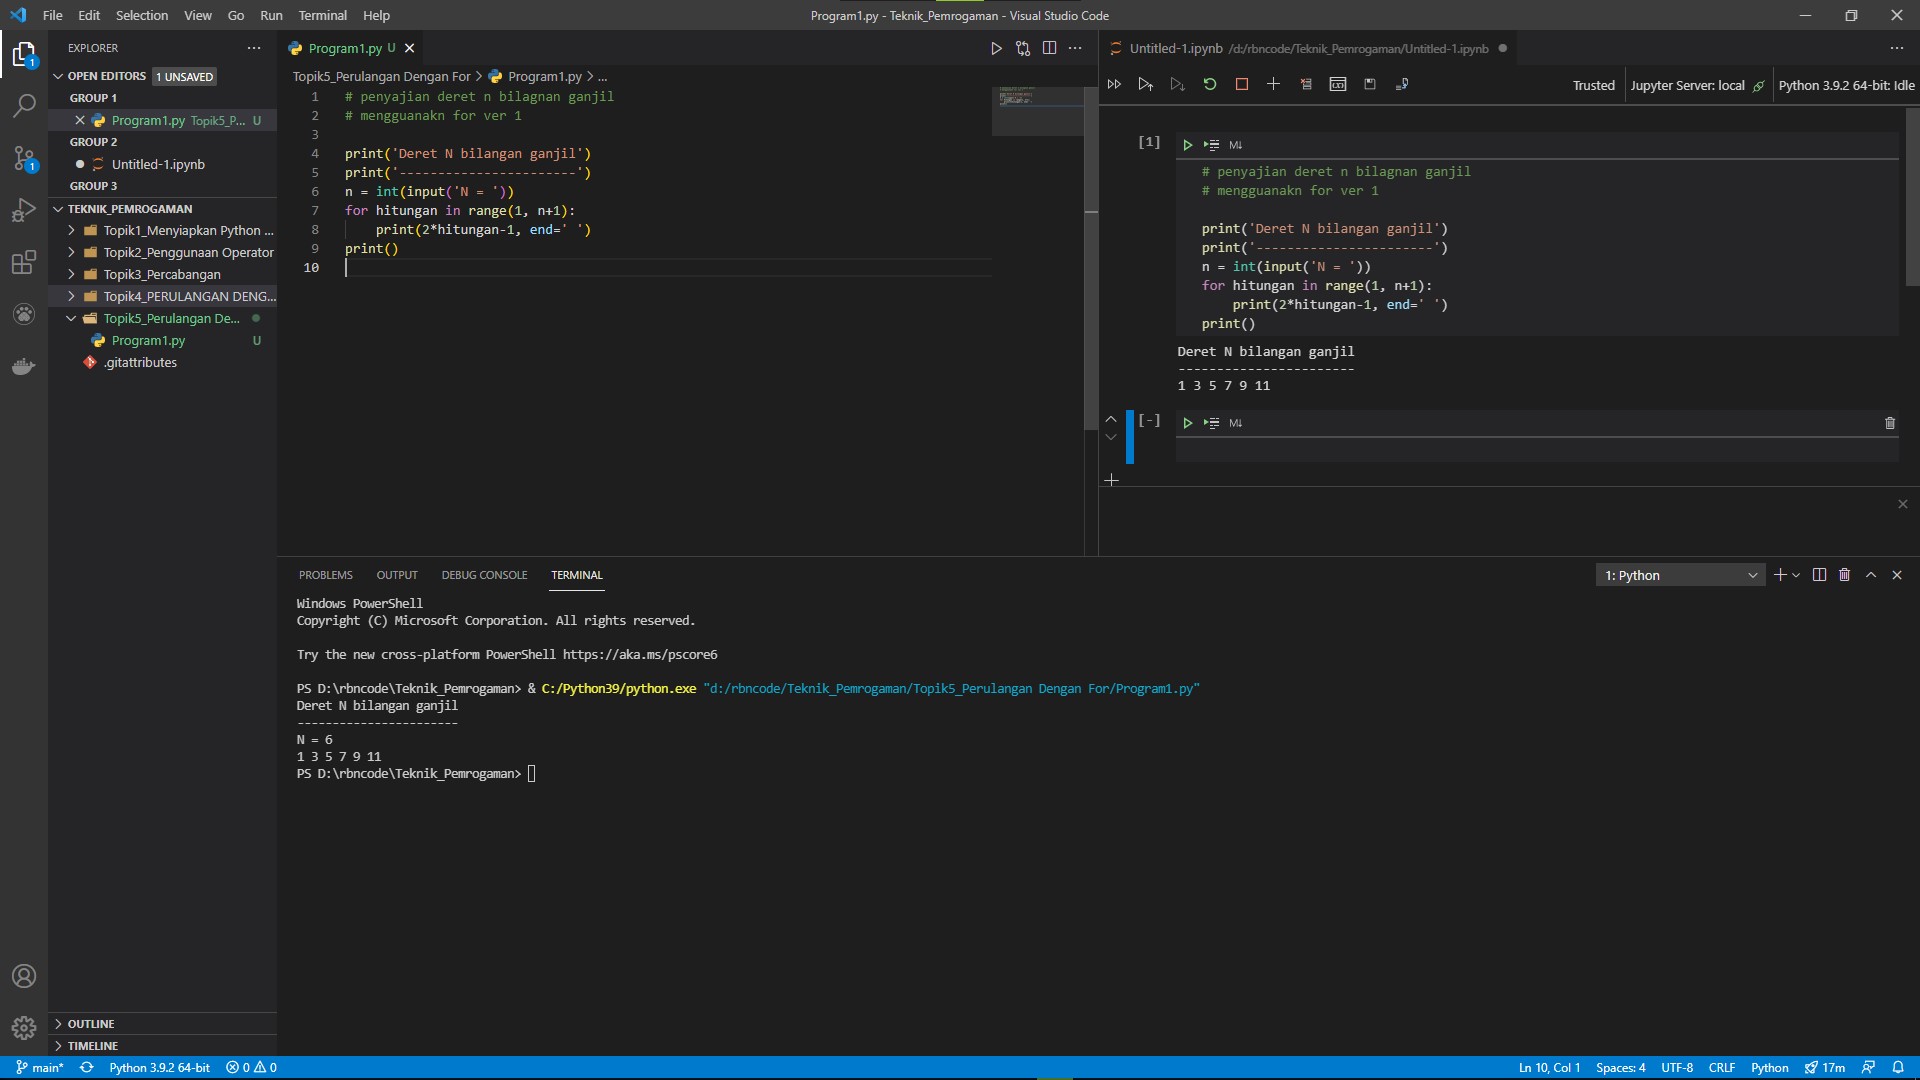 File Edit Selection View Go Run Terminal Help
Program1.py - Teknik_Pemrogaman - Visual Studio Code
1
1
EXPLORER
OPEN EDITORS 1 UNSAVED
GROUP 1
Program1.py Topik5_P... U
GROUP 2
Untitled-1.ipynb
GROUP 3
TEKNIK_PEMROGAMAN
Topik1_Menyiapkan Python ...
Topik2_Penggunaan Operator
Topik3_Percabangan
Topik4_PERULANGAN DENG...
Topik5_Perulangan De...
Program1.py U
.gitattributes
OUTLINE
TIMELINE
Program1.py U
Topik5_Perulangan Dengan For > Program1.py > ...
1 # penyajian deret n bilagnan ganjil
2 # mengguanakn for ver 1
3
4 print('Deret N bilangan ganjil')
5 print('-----------------------')
6 n = int(input('N = '))
7 for hitungan in range(1, n+1):
8 print(2*hitungan-1, end=' ')
9 print()
10
Untitled-1.ipynb /d:/rbncode/Teknik_Pemrogaman/Untitled-1.ipynb
Trusted Jupyter Server: local Python 3.9.2 64-bit: Idle
[1] M↓
# penyajian deret n bilagnan ganjil
# mengguanakn for ver 1
print('Deret N bilangan ganjil')
print('-----------------------')
n = int(input('N = '))
for hitungan in range(1, n+1):
print(2*hitungan-1, end=' ')
print()
Deret N bilangan ganjil
-----------------------
1 3 5 7 9 11
[-] M↓
PROBLEMS OUTPUT DEBUG CONSOLE TERMINAL
1: Python
Windows PowerShell
Copyright (C) Microsoft Corporation. All rights reserved.
Try the new cross-platform PowerShell https://aka.ms/pscore6
PS D:\rbncode\Teknik_Pemrogaman> & C:/Python39/python.exe "d:/rbncode/Teknik_Pemrogaman/Topik5_Perulangan Dengan For/Program1.py"
Deret N bilangan ganjil
-----------------------
N = 6
1 3 5 7 9 11
PS D:\rbncode\Teknik_Pemrogaman>
main* Python 3.9.2 64-bit 0 0
Ln 10, Col 1 Spaces: 4 UTF-8 CRLF Python 17m